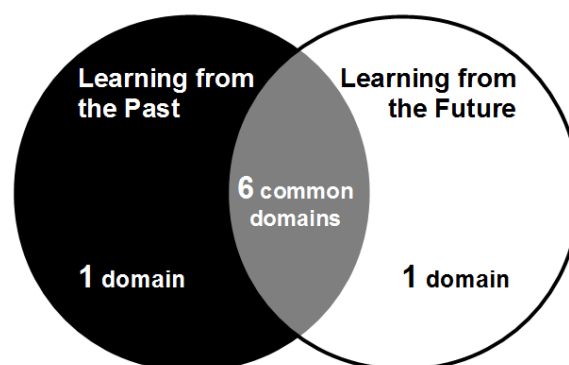 Learning from
the Past
Learning from
the Future
6 common
domains
1 domain
1 domain